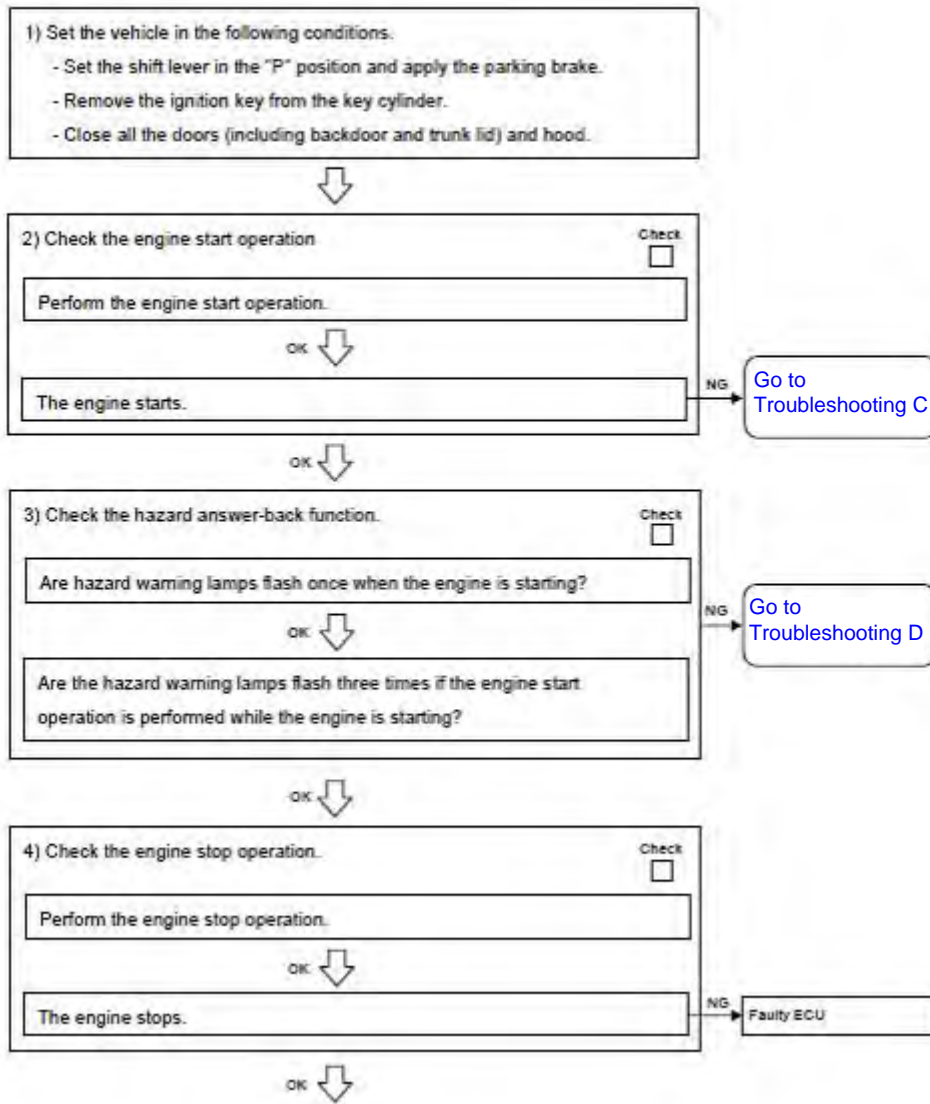 1) Set the vehicle in the following conditions.
- Set the shift lever in the "P" position and apply the parking brake.
- Remove the ignition key from the key cylinder.
- Close all the doors (including backdoor and trunk lid) and hood.
2) Check the engine start operation
Check
Perform the engine start operation.
OK
The engine starts.
NG
Go to
Troubleshooting C
OK
3) Check the hazard answer-back function.
Check
Are hazard warning lamps flash once when the engine is starting?
OK
NG
Go to
Troubleshooting D
Are the hazard warning lamps flash three times if the engine start
operation is performed while the engine is starting?
OK
4) Check the engine stop operation.
Check
Perform the engine stop operation.
OK
The engine stops.
NG
Faulty ECU
OK